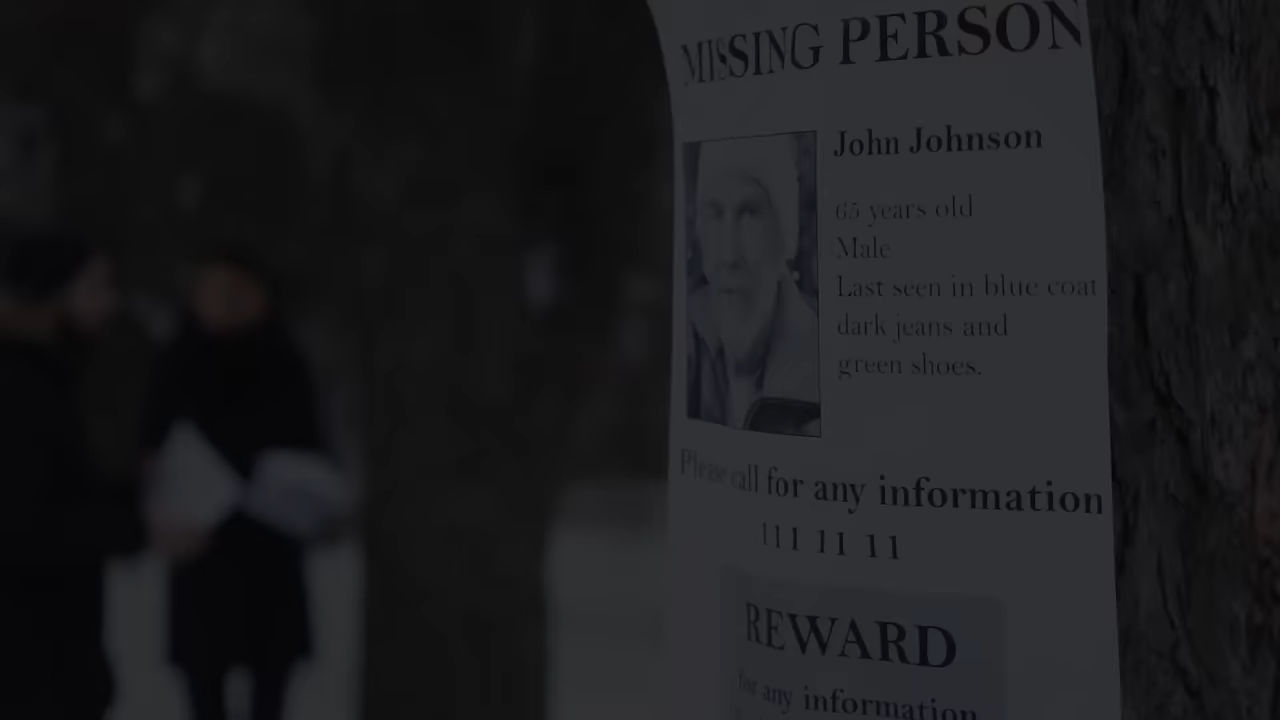 MISSING PERSON
John Johnson
65 years old
Male
Last seen in blue coat
dark jeans and
green shoes.
Please call for any information
111 11 11
REWARD
for any information